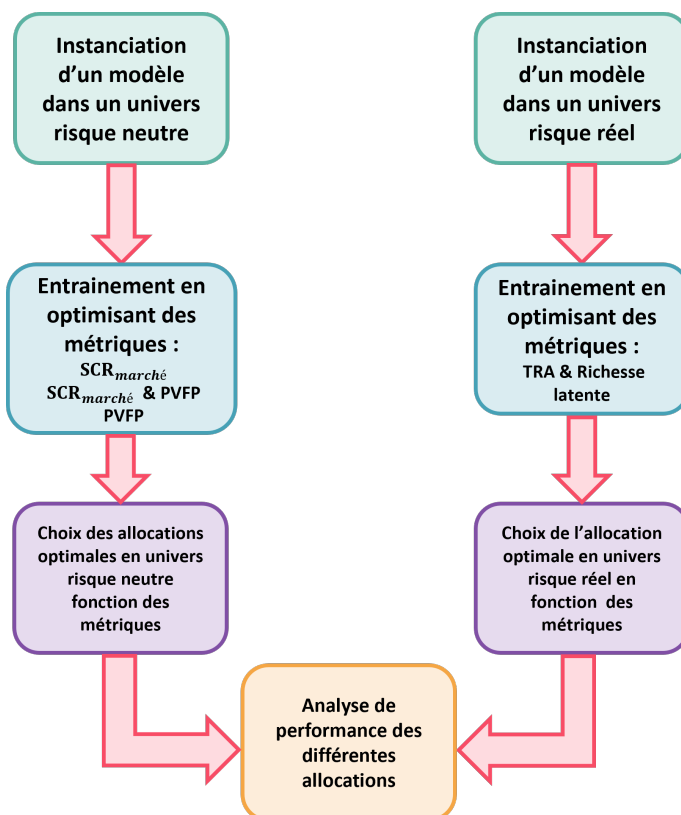 Instanciation
d'un modèle
dans un univers
risque neutre
Entrainement en
optimisant des
métriques :
SCR marché
SCR marché & PVFP
PVFP
Choix des allocations
optimales en univers
risque neutre
fonction des
métriques
Instanciation
d'un modèle
dans un univers
risque réel
Entrainement en
optimisant des
métriques :
TRA & Richesse
latente
Choix de l'allocation
optimale en univers
risque réel en
fonction des
métriques
Analyse de
performance des
différentes
allocations